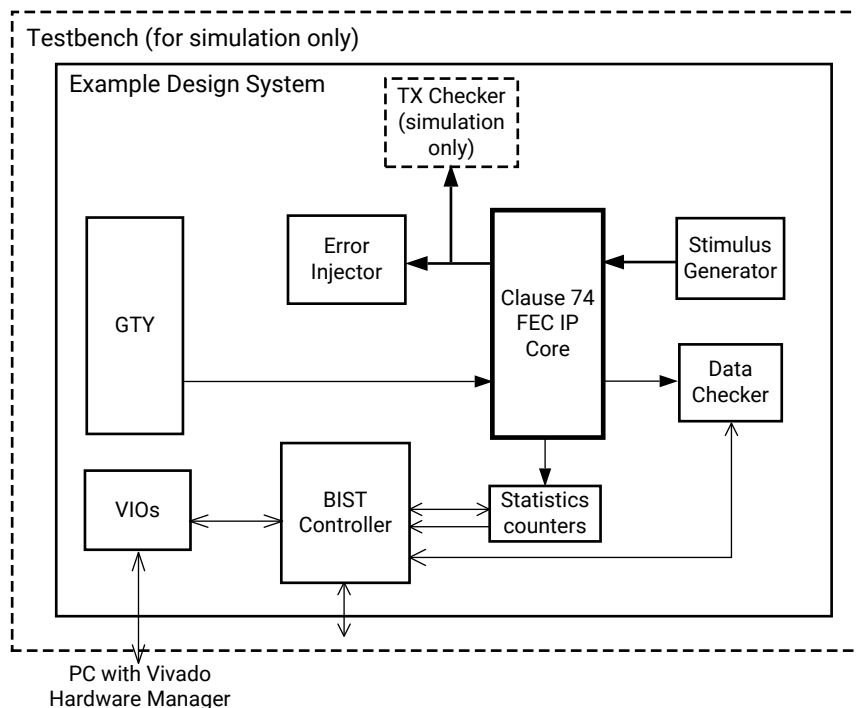 Testbench (for simulation only)
Example Design System
TX Checker
(simulation
only)
Error
Injector
Stimulus
Generator
GTY
Clause 74
FEC IP
Core
Data
Checker
VIOs
BIST
Controller
Statistics
counters
PC with Vivado
Hardware Manager